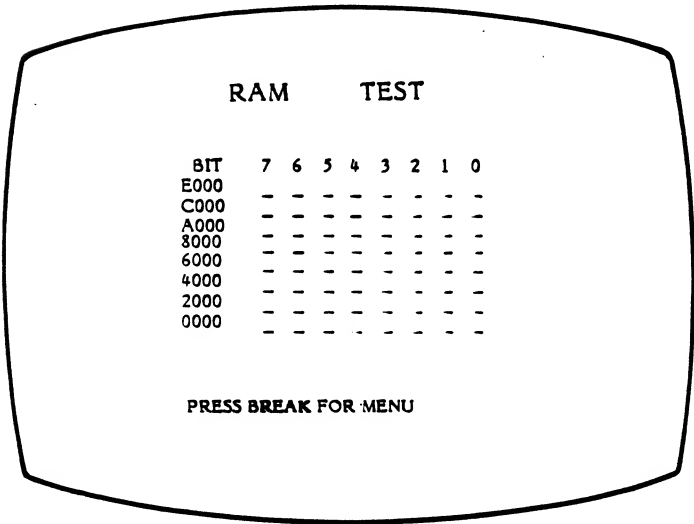 RAM TEST
BIT 7 6 5 4 3 2 1 0
E000 - - - - - - - -
C000 - - - - - - - -
A000 - - - - - - - -
8000 - - - - - - - -
6000 - - - - - - - -
4000 - - - - - - - -
2000 - - - - - - - -
0000 - - - - - - - -
PRESS BREAK FOR MENU